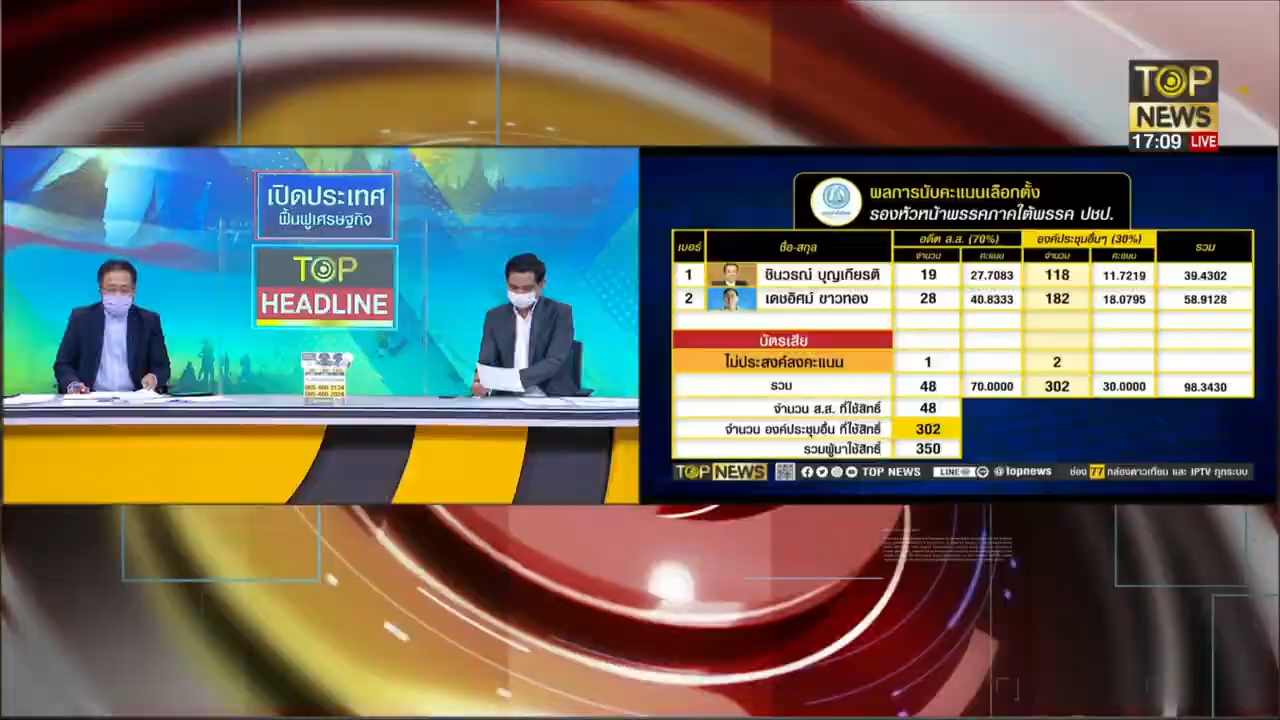 TOP
NEWS
17:09 LIVE
เปิดประเทศ
ฟื้นฟูเศรษฐกิจ
TOP
HEADLINE
ผลการนับคะแนนเลือกตั้ง
รองหัวหน้าพรรคภาคใต้พรรค ปชป.
เบอร์ ชื่อ-สกุล อดีต ส.ส. (70%) องค์ประชุมอื่นๆ (30%) รวม
จำนวน คะแนน จำนวน คะแนน
1 ชินวรณ์ บุญเกียรติ 19 27.7083 118 11.7219 39.4302
2 เดชอิศม์ ขาวทอง 28 40.8333 182 18.0795 58.9128
บัตรเสีย
ไม่ประสงค์ลงคะแนน 1 2
รวม 48 70.0000 302 30.0000 98.3430
จำนวน ส.ส. ที่ใช้สิทธิ์ 48
จำนวน องค์ประชุมอื่น ที่ใช้สิทธิ์ 302
รวมผู้มาใช้สิทธิ์ 350
TOP NEWS TOP NEWS LINE @topnews ช่อง 77 กล่องดาวเทียม และ IPTV ทุกระบบ